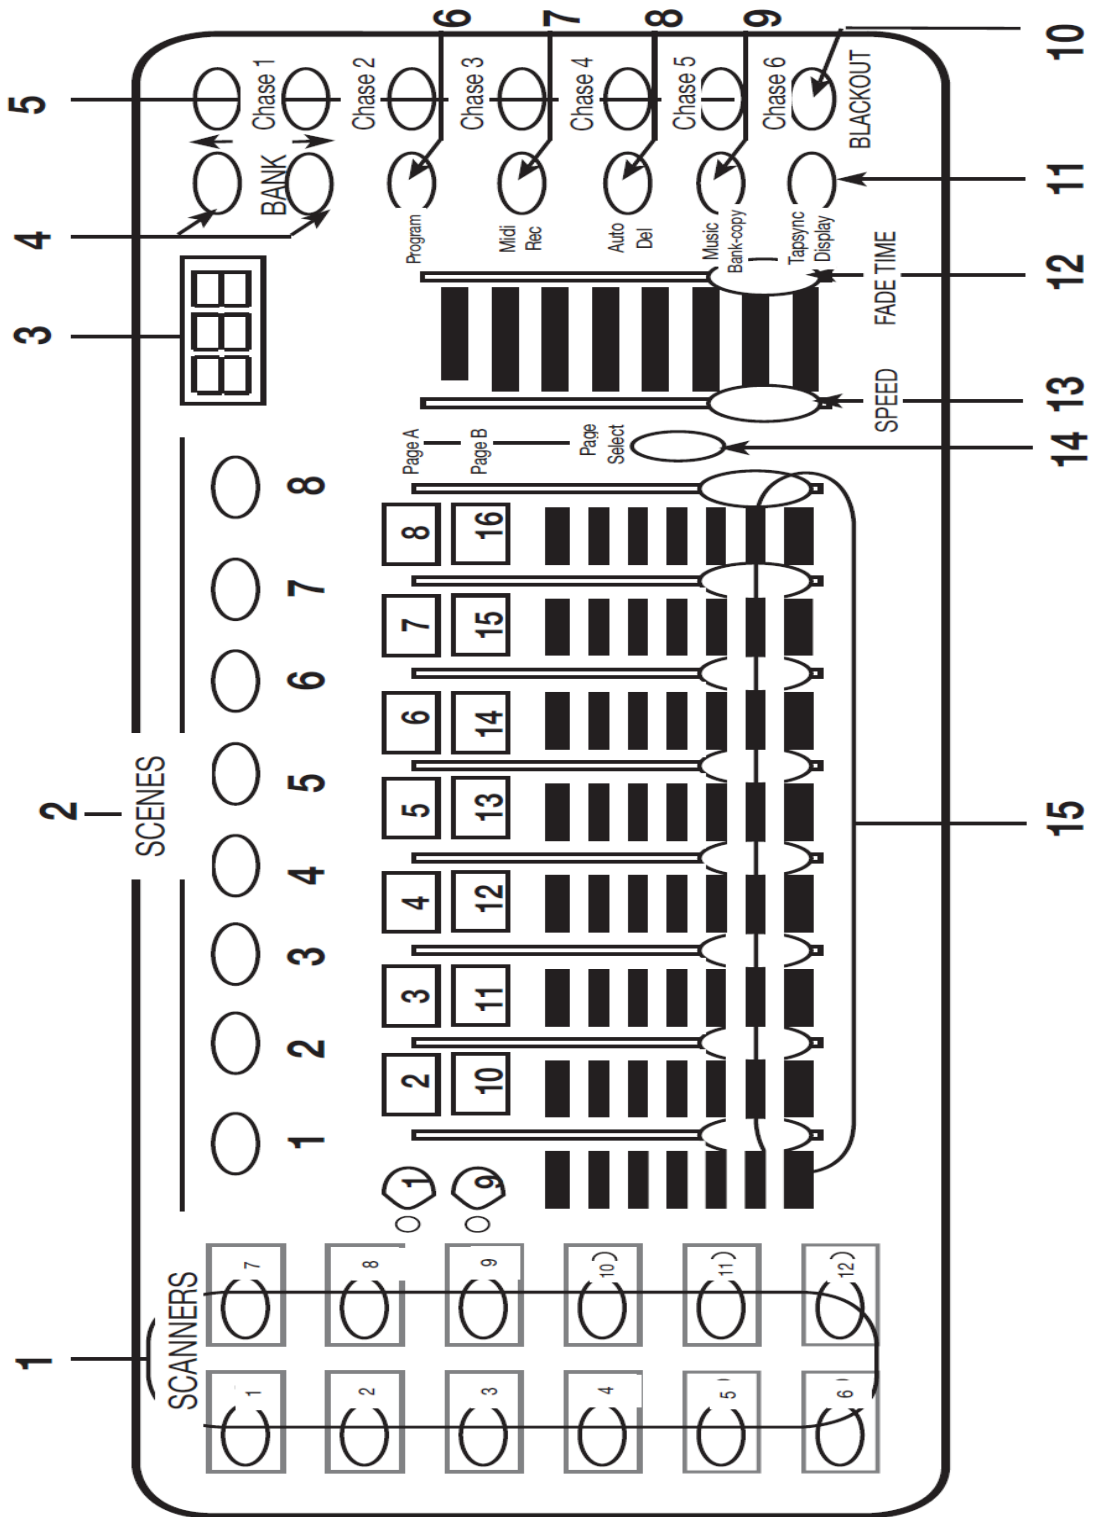 1
2
3
4
5
SCENES
SCANNERS
BANK
Chase 1
Chase 2
Chase 3
Chase 4
Chase 5
Chase 6
BLACKOUT
1 2 3 4 5 6 7 8
1 7
2 8
3 9
4 10)
5 11)
6 12)
1 2 3 4 5 6 7 8
Page A
9 10 11 12 13 14 15 16
Page B
Page
Select
Program
Midi
Rec
Auto
Del
Music
Bank-copy
Tapsync
Display
6
7
8
9
SPEED
FADE TIME
15
14
13
12
11
10